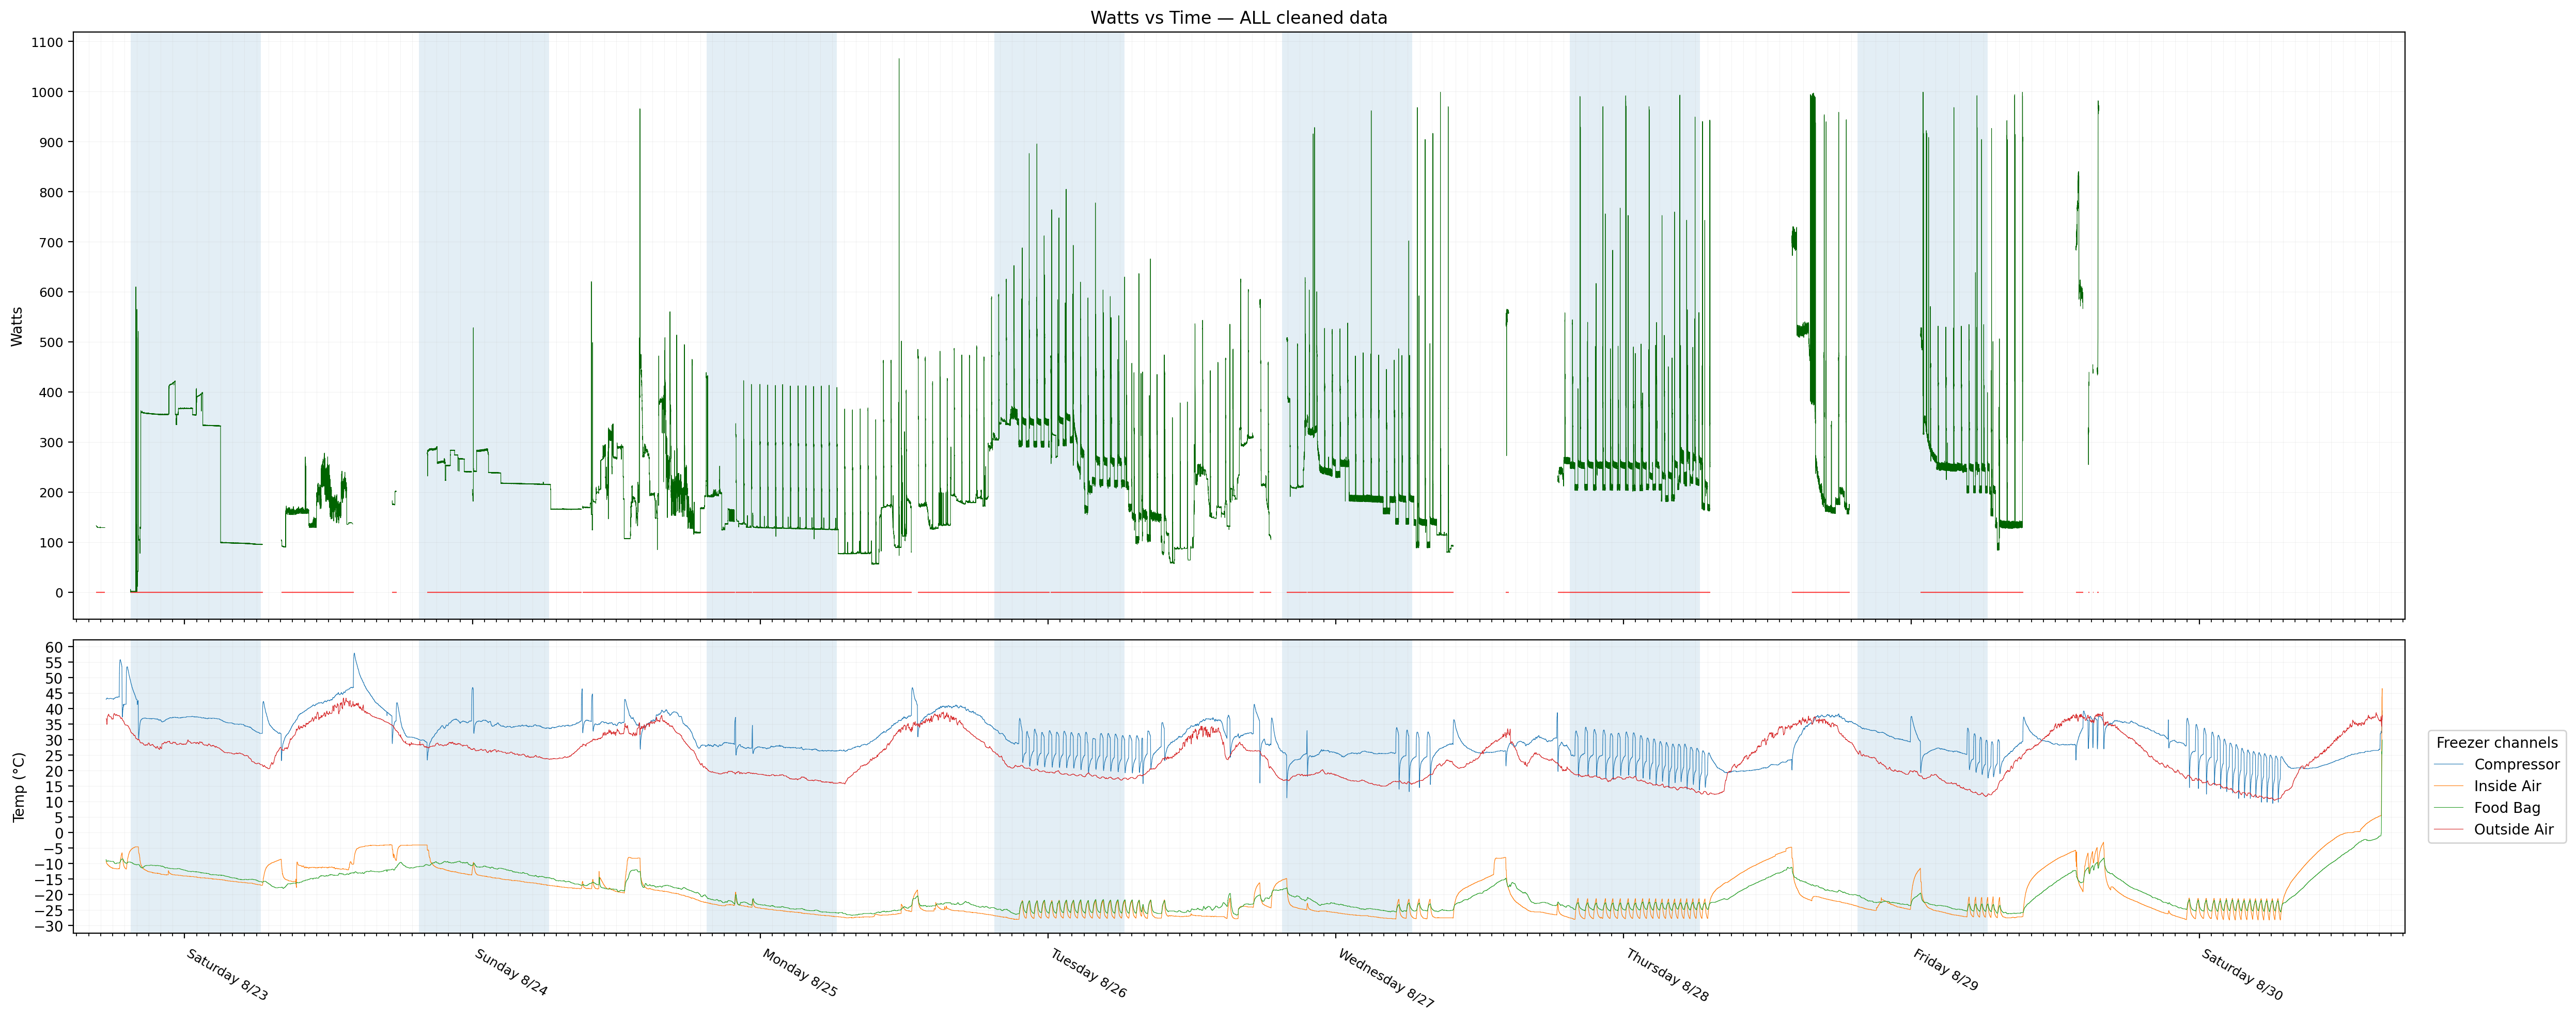 Watts vs Time — ALL cleaned data
Watts
1100
1000
900
800
700
600
500
400
300
200
100
0
Temp (°C)
60
55
50
45
40
35
30
25
20
15
10
5
0
−5
−10
−15
−20
−25
−30
Saturday 8/23
Sunday 8/24
Monday 8/25
Tuesday 8/26
Wednesday 8/27
Thursday 8/28
Friday 8/29
Saturday 8/30
Freezer channels
Compressor
Inside Air
Food Bag
Outside Air